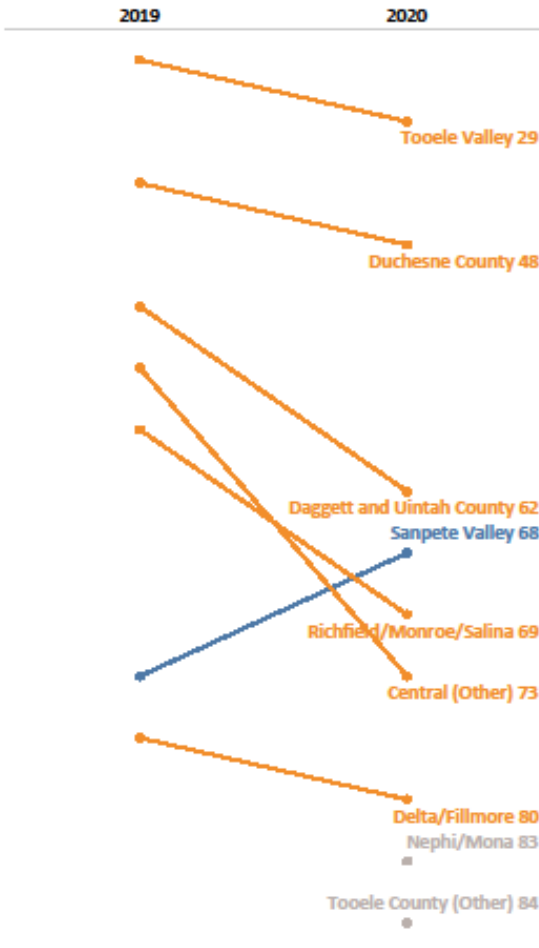 2019 2020
Tooele Valley 29
Duchesne County 48
Daggett and Uintah County 62
Sanpete Valley 68
Richfield/Monroe/Salina 69
Central (Other) 73
Delta/Fillmore 80
Nephi/Mona 83
Tooele County (Other) 84